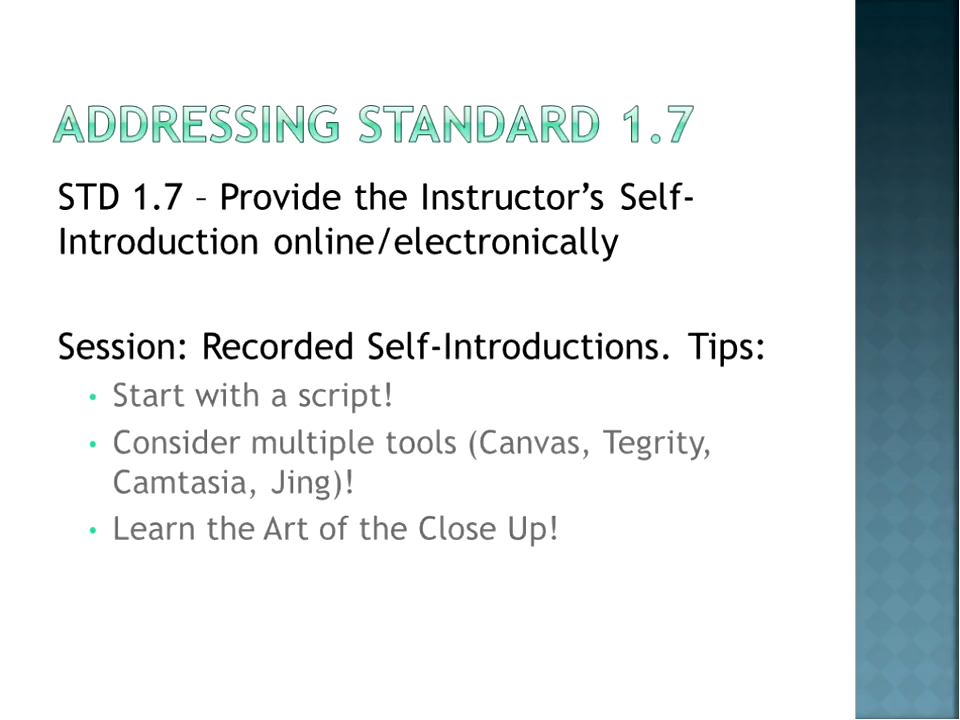 ADDRESSING STANDARD 1.7
STD 1.7 – Provide the Instructor’s Self-
Introduction online/electronically
Session: Recorded Self-Introductions. Tips:
• Start with a script!
• Consider multiple tools (Canvas, Tegrity,
Camtasia, Jing)!
• Learn the Art of the Close Up!